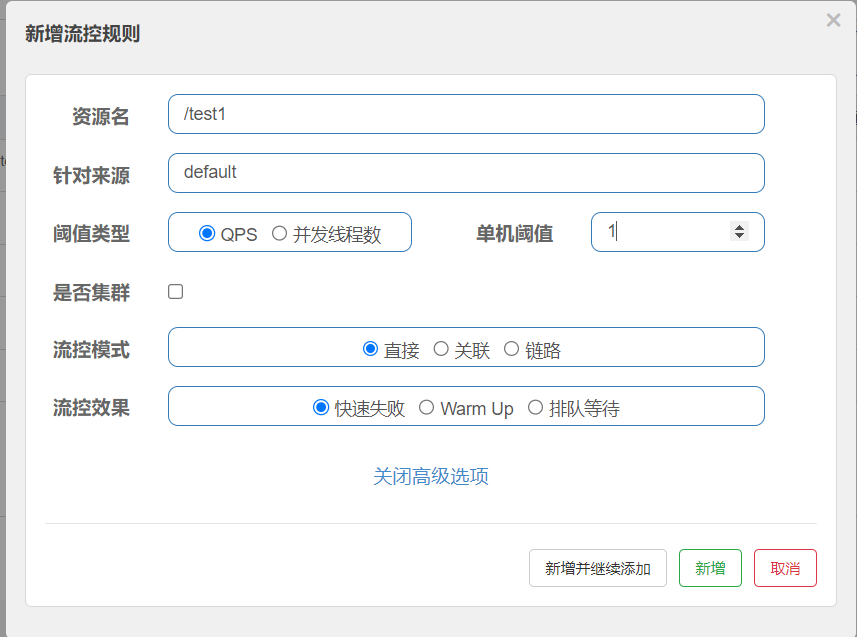 新增流控规则
资源名 /test1
针对来源 default
阈值类型 QPS 并发线程数 单机阈值 1
是否集群
流控模式 直接 关联 链路
流控效果 快速失败 Warm Up 排队等待
关闭高级选项
新增并继续添加 新增 取消